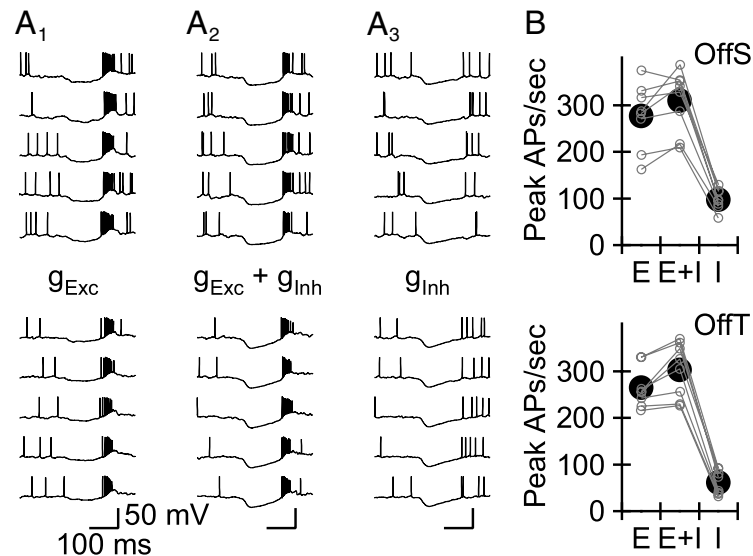 A1 A2 A3 B
OffS
Peak APs/sec
300
200
100
0
E E+I I
gExc gExc + gInh gInh
OffT
Peak APs/sec
300
200
100
0
E E+I I
50 mV
100 ms